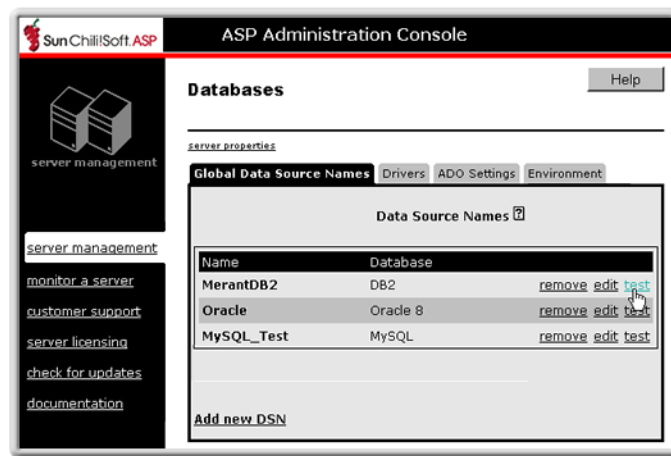 Sun Chili!Soft. ASP
ASP Administration Console
server management
server management
monitor a server
customer support
server licensing
check for updates
documentation
Databases
Help
server properties
Global Data Source Names Drivers ADO Settings Environment
Data Source Names ?
Name Database
MerantDB2 DB2 remove edit test
Oracle Oracle 8 remove edit test
MySQL_Test MySQL remove edit test
Add new DSN